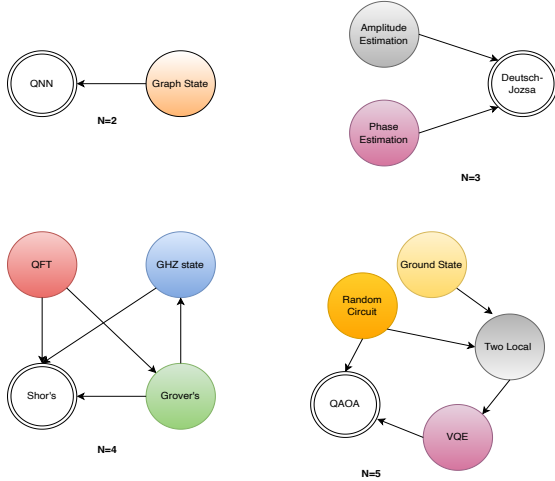 QNN
Graph State
N=2
Amplitude
Estimation
Deutsch-
Jozsa
Phase
Estimation
N=3
QFT
GHZ state
Shor's
Grover's
N=4
Ground State
Random
Circuit
Two Local
QAOA
VQE
N=5